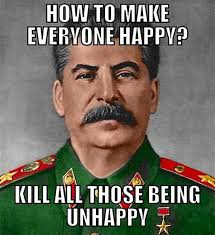 HOW TO MAKE
EVERYONE HAPPY?
KILL ALL THOSE BEING
UNHAPPY